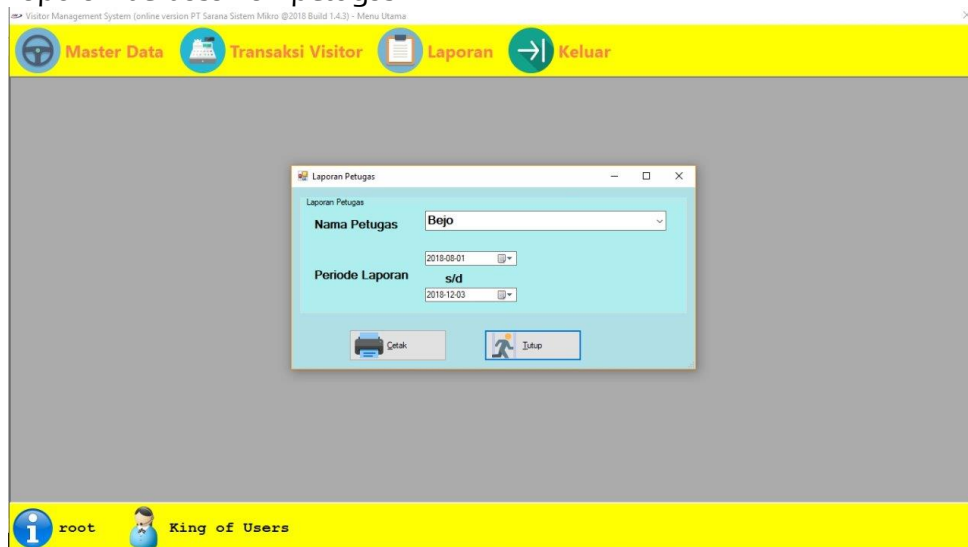 Visitor Management System (online version PT Sarana Sistem Mikro @2018 Build 1.4.3) - Menu Utama
Master Data Transaksi Visitor Laporan Keluar
Laporan Petugas
Laporan Petugas
Nama Petugas Bejo
2018-08-01
Periode Laporan s/d
2018-12-03
Cetak Tutup
root King of Users